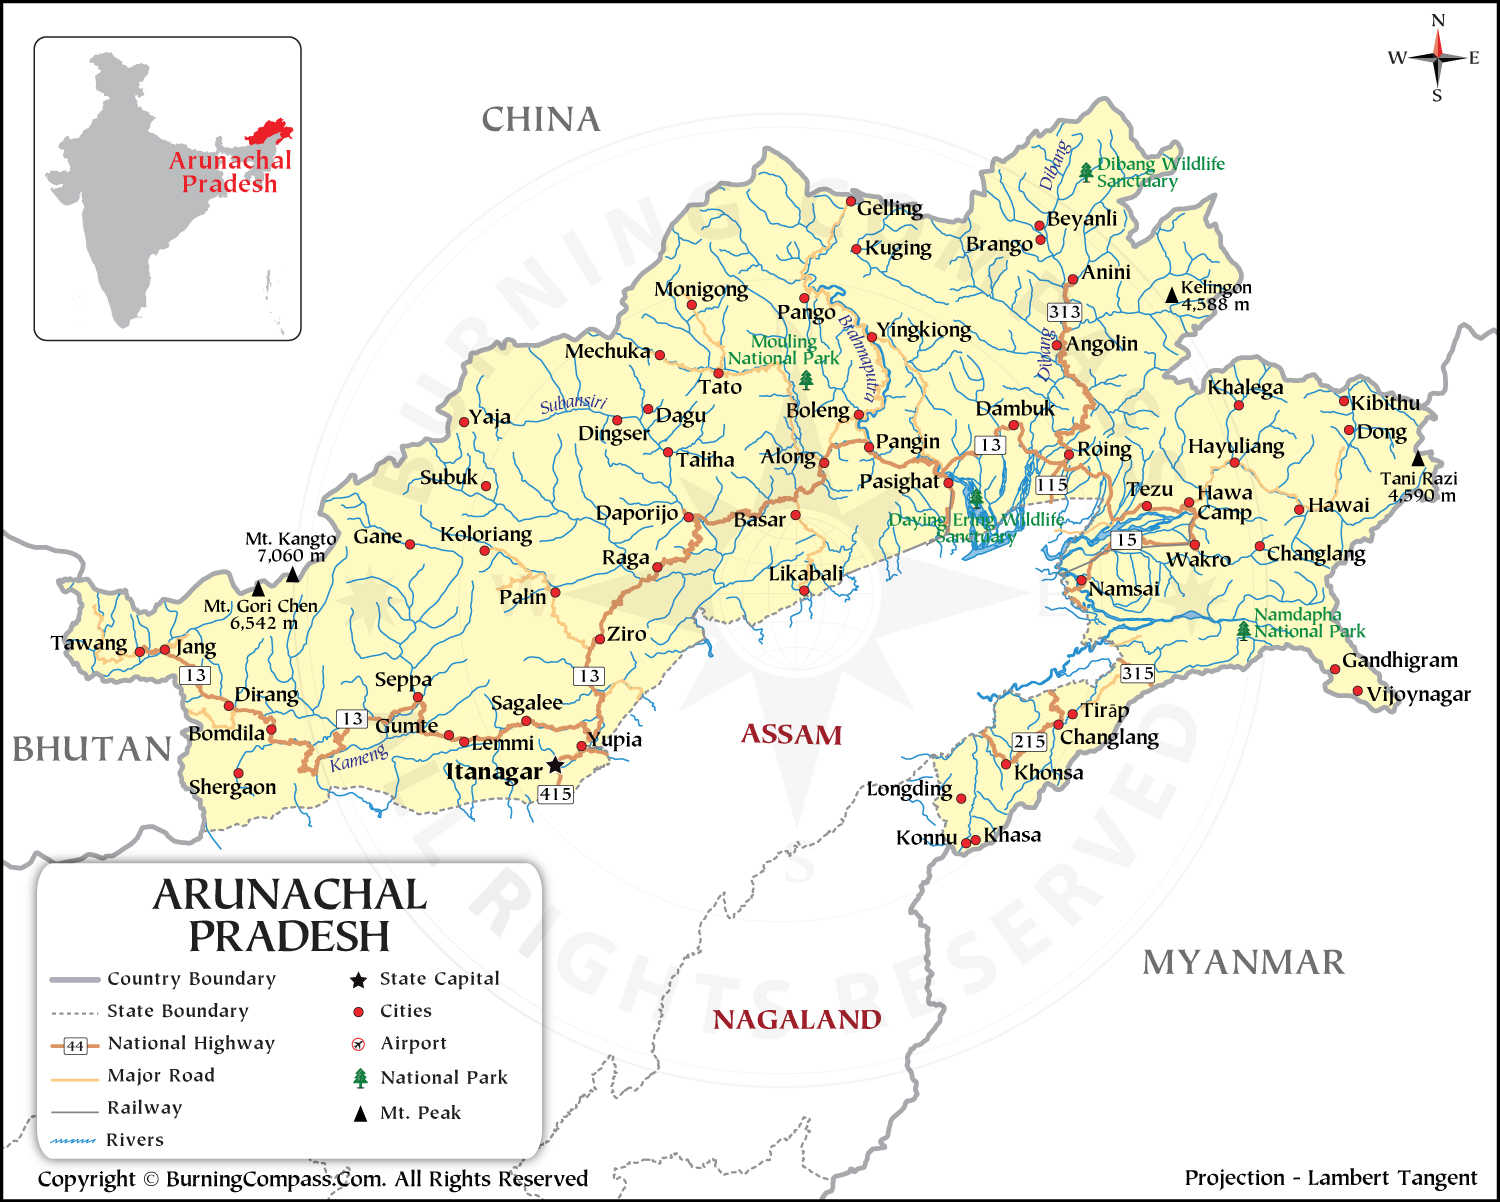 N
W
E
S
CHINA
Arunachal
Pradesh
Dibang
Dibang Wildlife
Sanctuary
Gelling
Beyanli
Kuging
Brango
Anini
Kelingon
4,588 m
Monigong
Pango
313
Brahmaputra
Yingkiong
Mouling
National Park
Angolin
Dibang
Mechuka
Tato
Khalega
Kibithu
Subansiri
Dagu
Boleng
Dambuk
Yaja
Dingser
Dong
Pangin
13
Roing
Hayuliang
Taliha
Along
Subuk
Pasighat
115
Tani Razi
4,590 m
Tezu
Hawa
Camp
Hawai
Daporijo
Basar
Daying Ering Wildlife
Sanctuary
Gane
Koloriang
15
Mt. Kangto
7,060 m
Raga
Wakro
Changlang
Likabali
Namsai
Palin
Mt. Gori Chen
6,542 m
Namdapha
National Park
Tawang
Jang
Ziro
Gandhigram
13
13
315
Seppa
Vijoynagar
Dirang
Sagalee
Tirāp
13
Gumte
Bomdila
Lemmi
Yupia
ASSAM
Changlang
215
BHUTAN
Kameng
Itanagar
Khonsa
Shergaon
415
Longding
Konnu
Khasa
BURNING COMPASS
ALL RIGHTS RESERVED
S
ARUNACHAL
PRADESH
MYANMAR
Country Boundary
State Capital
State Boundary
Cities
NAGALAND
44
National Highway
Airport
Major Road
National Park
Railway
Mt. Peak
Rivers
Copyright © BurningCompass.Com. All Rights Reserved
Projection - Lambert Tangent